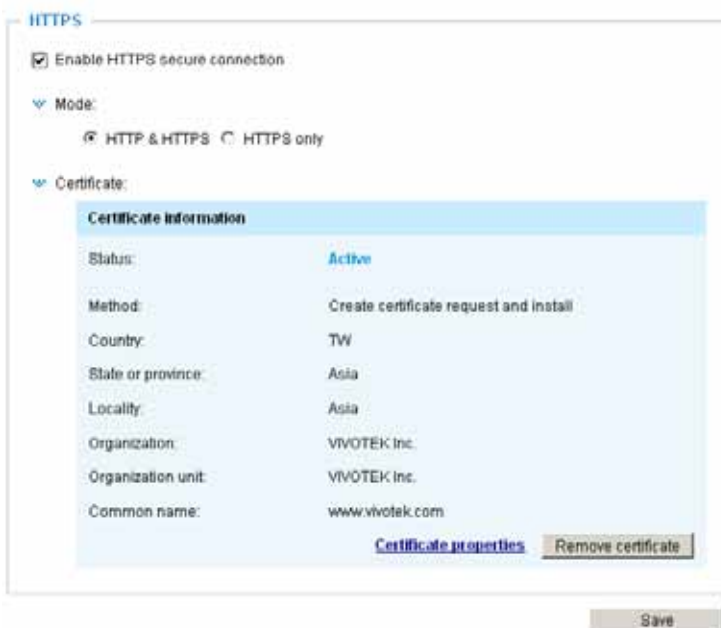 HTTPS
Enable HTTPS secure connection
Mode:
HTTP & HTTPS HTTPS only
Certificate:
Certificate information
Status: Active
Method: Create certificate request and install
Country: TW
State or province: Asia
Locality: Asia
Organization: VIVOTEK Inc.
Organization unit: VIVOTEK Inc.
Common name: www.vivotek.com
Certificate properties Remove certificate
Save